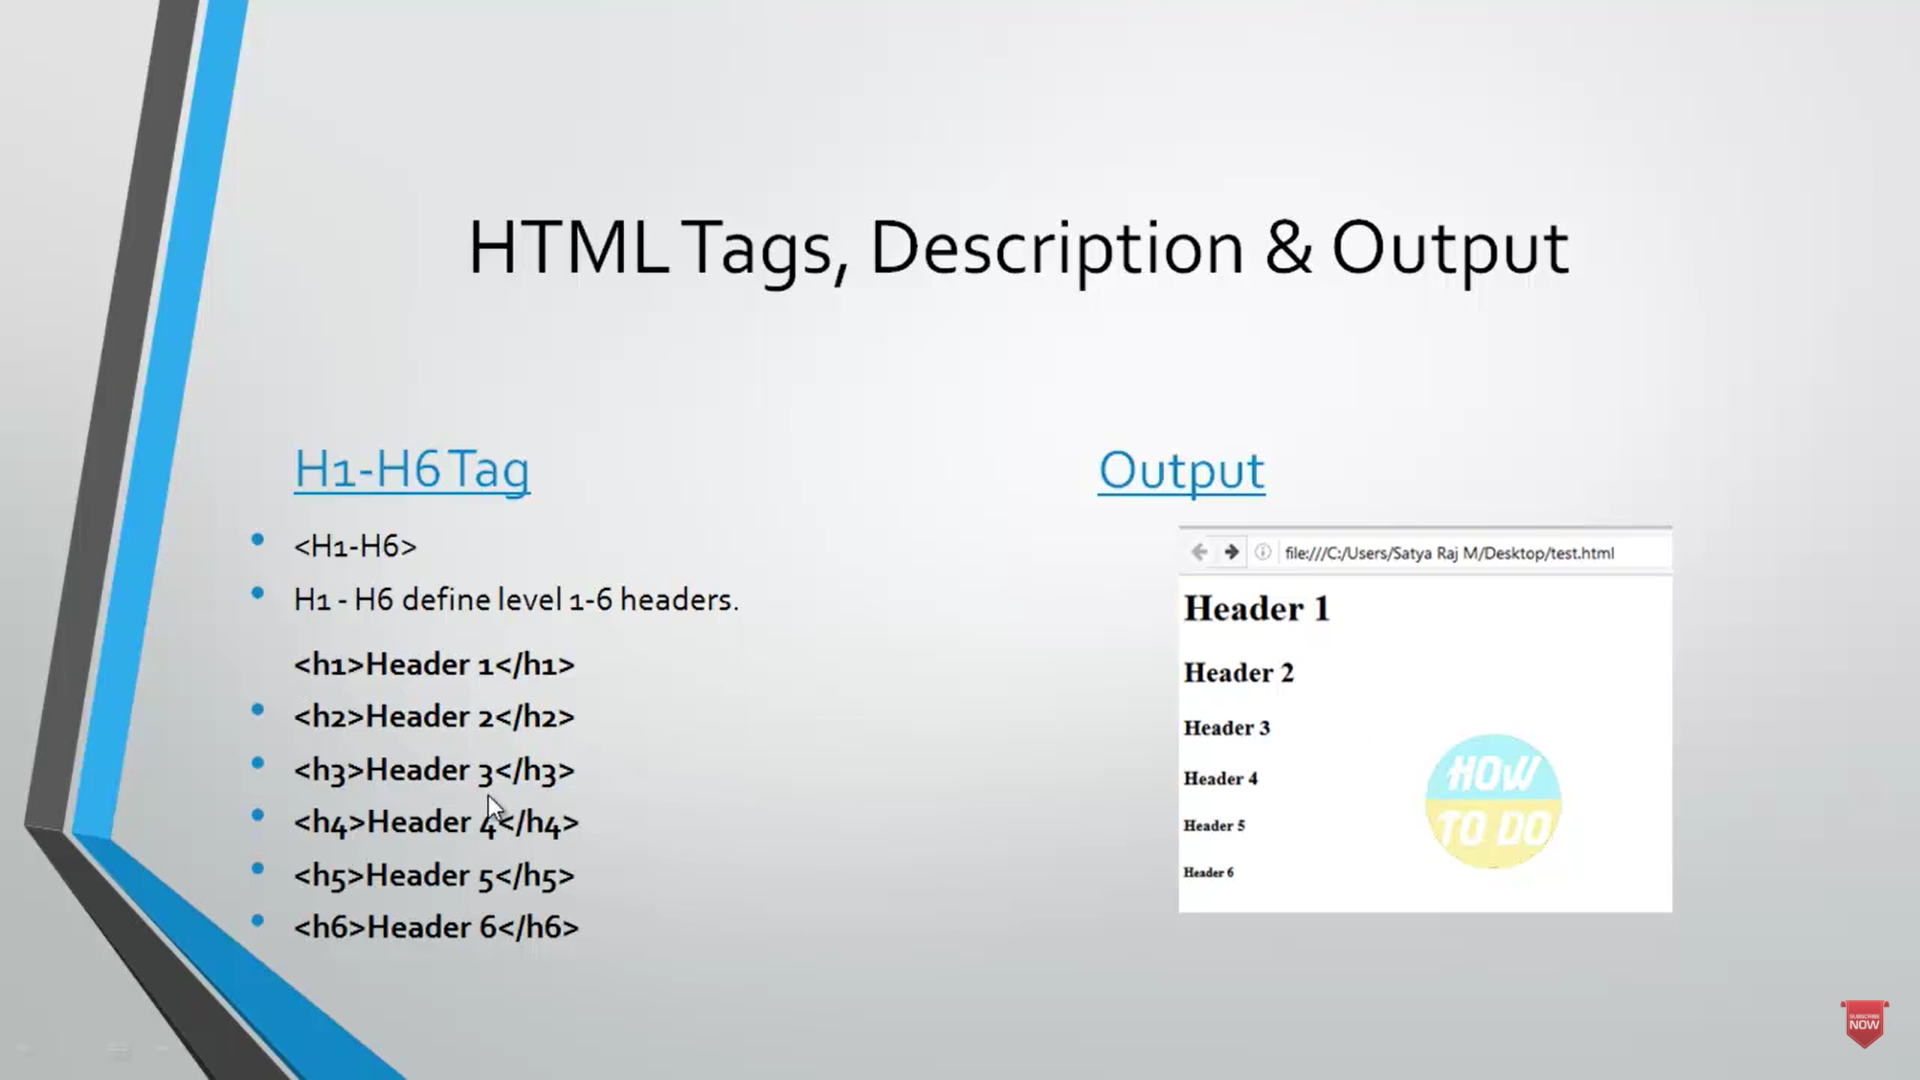 HTML Tags, Description & Output
H1-H6 Tag
<H1-H6>
H1 - H6 define level 1-6 headers.
<h1>Header 1</h1>
<h2>Header 2</h2>
<h3>Header 3</h3>
<h4>Header 4</h4>
<h5>Header 5</h5>
<h6>Header 6</h6>
Output
file:///C:/Users/Satya Raj M/Desktop/test.html
Header 1
Header 2
Header 3
Header 4
Header 5
Header 6
HOW
TO DO
SUBSCRIBE
NOW